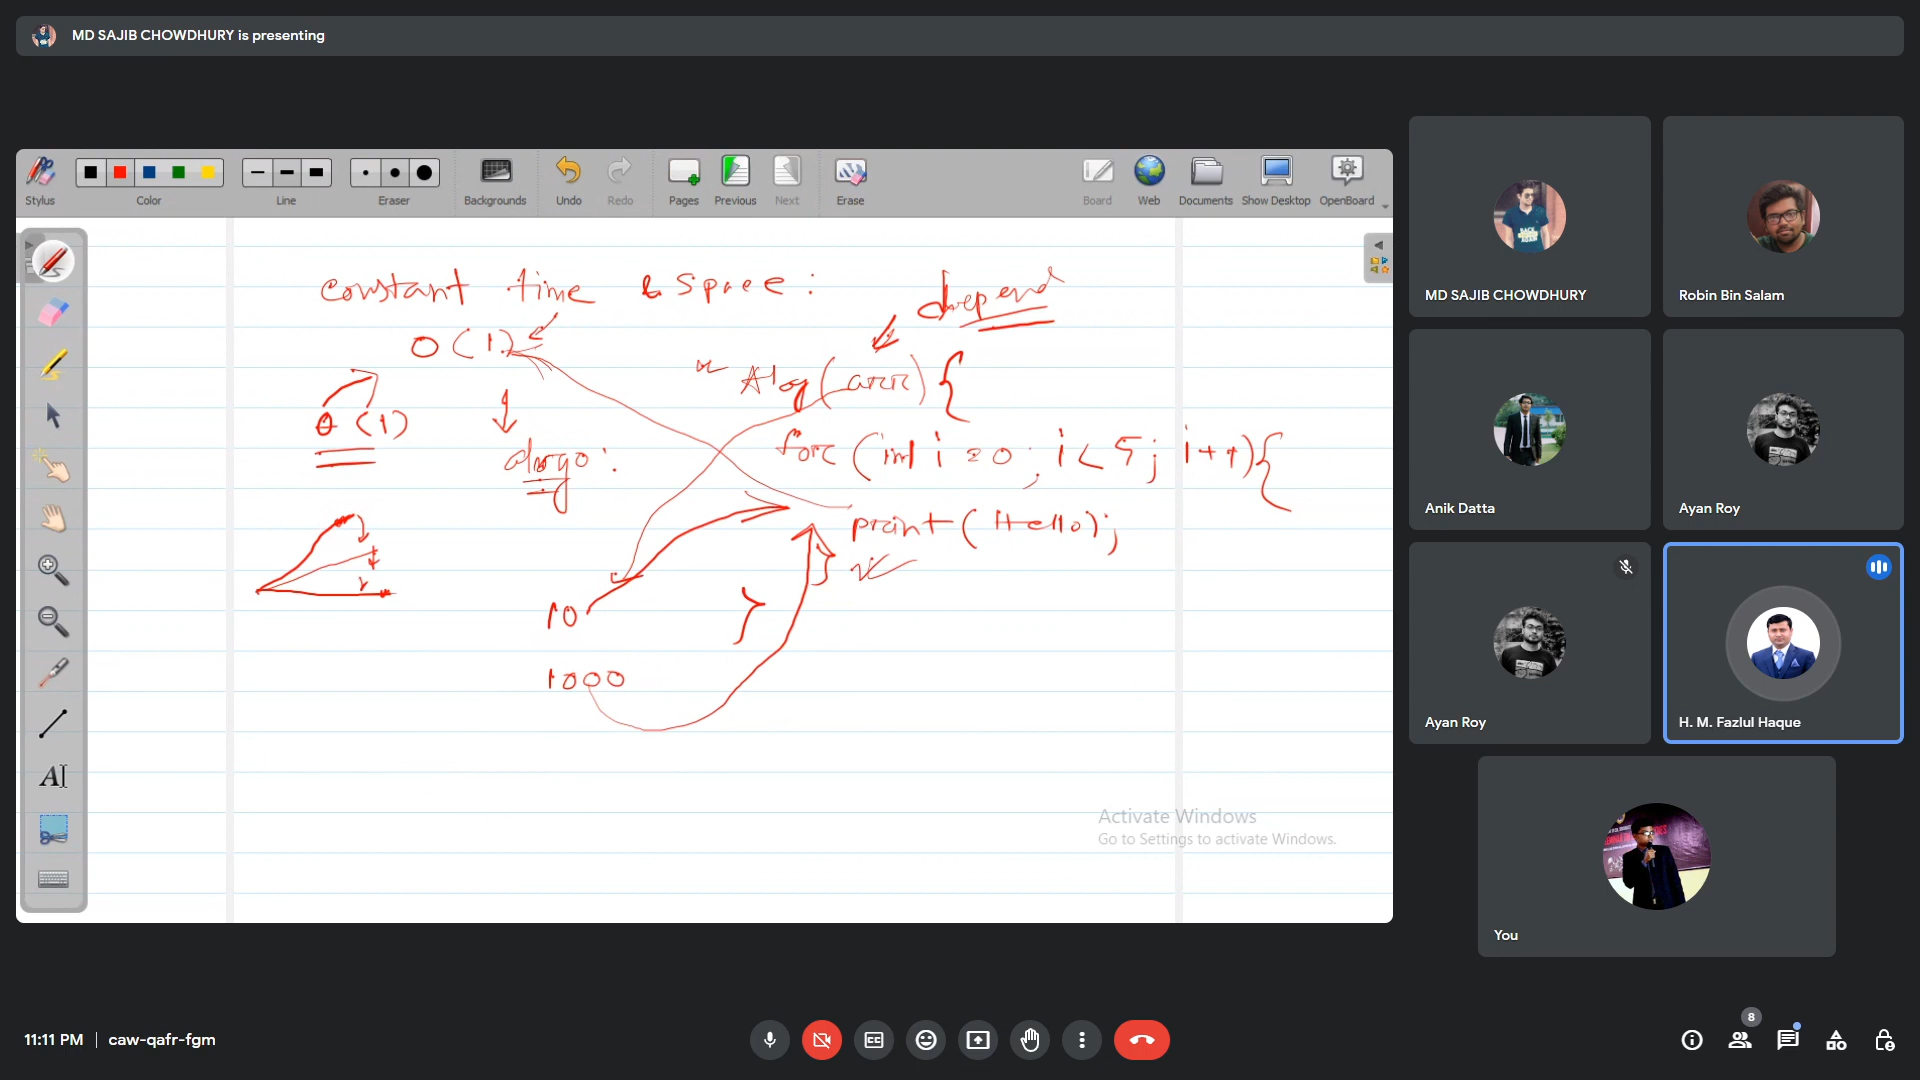 MD SAJIB CHOWDHURY is presenting
Stylus Color Line Eraser Backgrounds Undo Redo Pages Previous Next Erase Board Web Documents Show Desktop OpenBoard
constant time & space :
depend
O (1)
Algo (arr) {
θ (1)
algo :
for (int i = 0 ; i < 5 ; i++) {
print ( Hello) ;
}
10
}
1000
Activate Windows
Go to Settings to activate Windows.
MD SAJIB CHOWDHURY
Robin Bin Salam
Anik Datta
Ayan Roy
Ayan Roy
H. M. Fazlul Haque
You
11:11 PM | caw-qafr-fgm
8